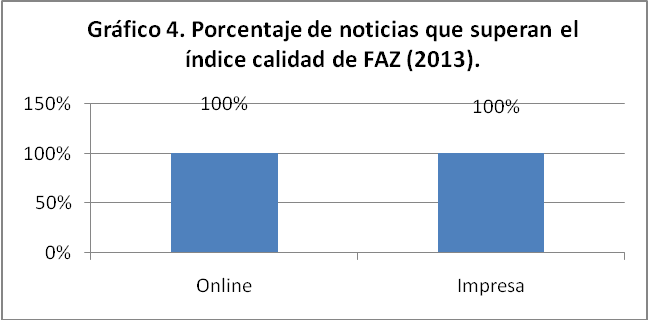 Gráfico 4. Porcentaje de noticias que superan el
índice calidad de FAZ (2013).
150%
100%
50%
0%
100%
100%
Online
Impresa